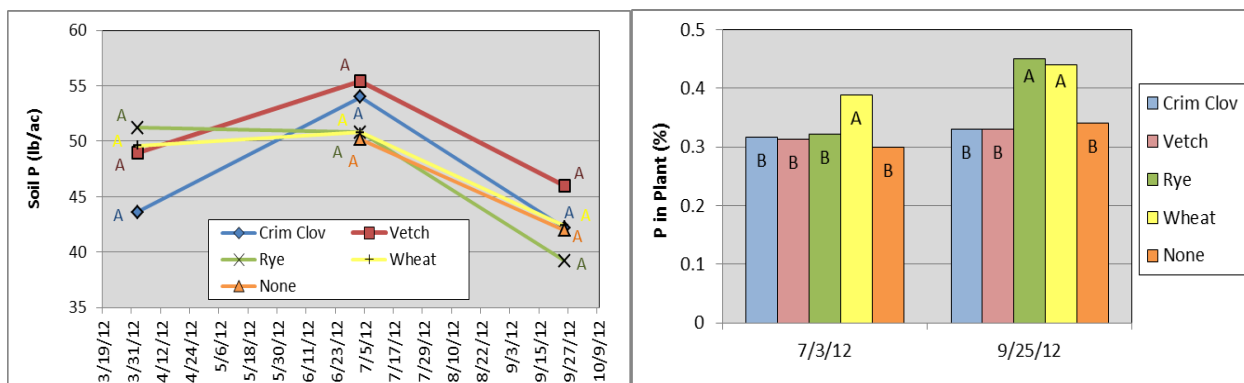 60
55
50
45
40
35
Soil P (lb/ac)
A
A
A
A
A
A
A
A
A
A
A
A
A
A
Crim Clov
Vetch
Rye
Wheat
None
3/19/12
3/31/12
4/12/12
4/24/12
5/6/12
5/18/12
5/30/12
6/11/12
6/23/12
7/5/12
7/17/12
7/29/12
8/10/12
8/22/12
9/3/12
9/15/12
9/27/12
10/9/12
0.5
0.4
0.3
0.2
0.1
0
P in Plant (%)
B
B
B
A
B
B
B
A
A
B
7/3/12
9/25/12
Crim Clov
Vetch
Rye
Wheat
None